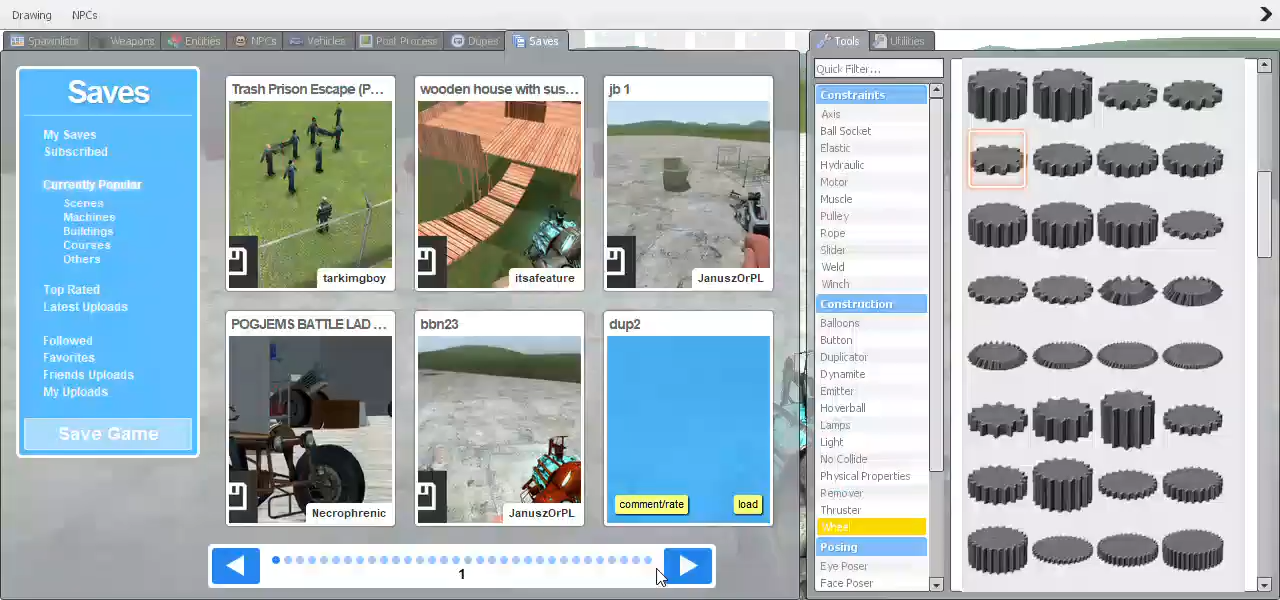 Drawing NPCs
Spawnlists Weapons Entities NPCs Vehicles Post Process Dupes Saves
Tools Utilities
Saves
My Saves
Subscribed
Currently Popular
Scenes
Machines
Buildings
Courses
Others
Top Rated
Latest Uploads
Followed
Favorites
Friends Uploads
My Uploads
Save Game
Trash Prison Escape (P...
tarkimgboy
wooden house with sus...
itsafeature
jb 1
JanuszOrPL
POGJEMS BATTLE LAD ...
Necrophrenic
bbn23
JanuszOrPL
dup2
comment/rate load
1
Quick Filter...
Constraints
Axis
Ball Socket
Elastic
Hydraulic
Motor
Muscle
Pulley
Rope
Slider
Weld
Winch
Construction
Balloons
Button
Duplicator
Dynamite
Emitter
Hoverball
Lamps
Light
No Collide
Physical Properties
Remover
Thruster
Wheel
Posing
Eye Poser
Face Poser